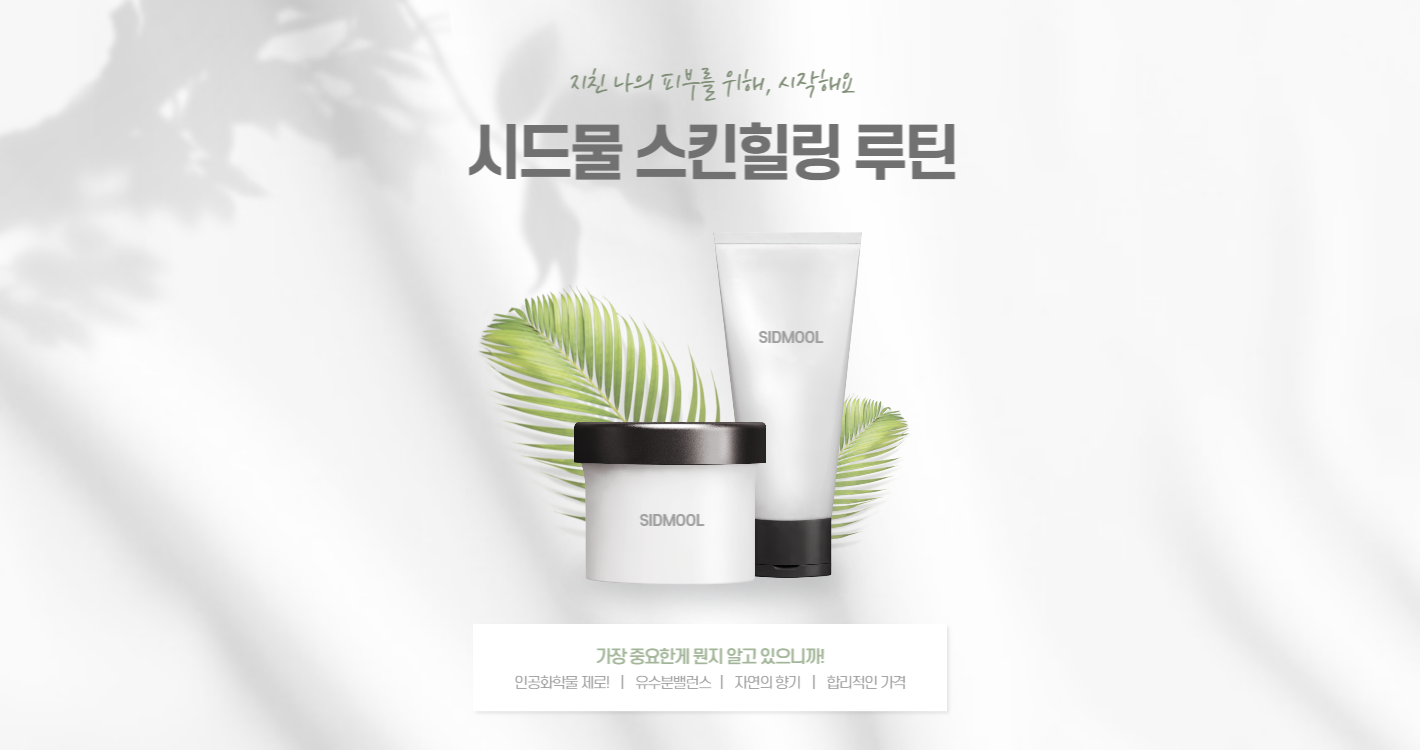 지친 나의 피부를 위해, 시작해요
시드물 스킨힐링 루틴
SIDMOOL
SIDMOOL
가장 중요한게 뭔지 알고 있으니까!
인공화학물 제로! | 유수분밸런스 | 자연의 향기 | 합리적인 가격